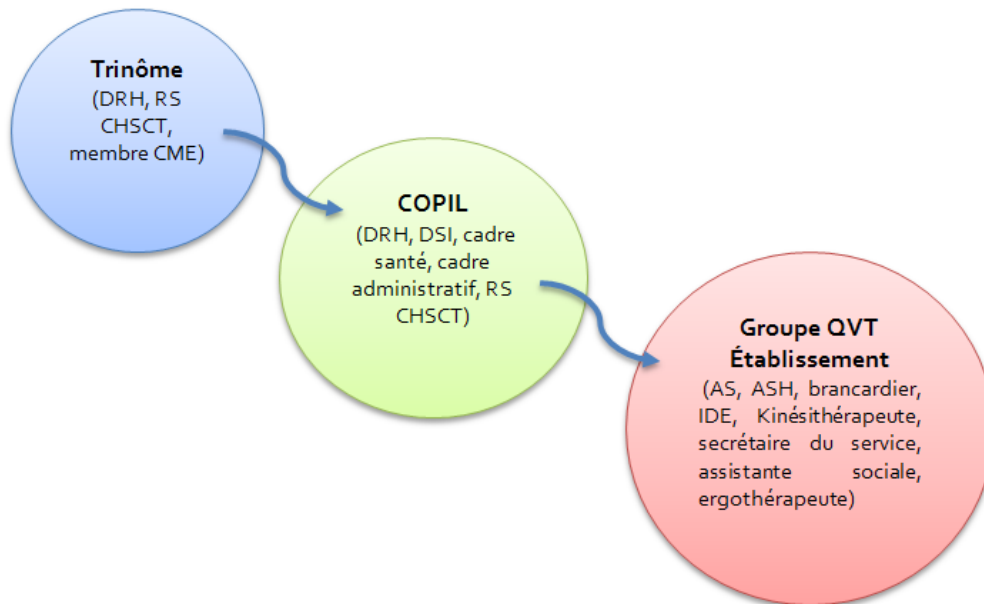 Trinôme
(DRH, RS
CHSCT,
membre CME)
COPIL
(DRH, DSI, cadre
santé, cadre
administratif, RS
CHSCT)
Groupe QVT
Établissement
(AS, ASH, brancardier,
IDE, Kinésithérapeute,
secrétaire du service,
assistante sociale,
ergothérapeute)